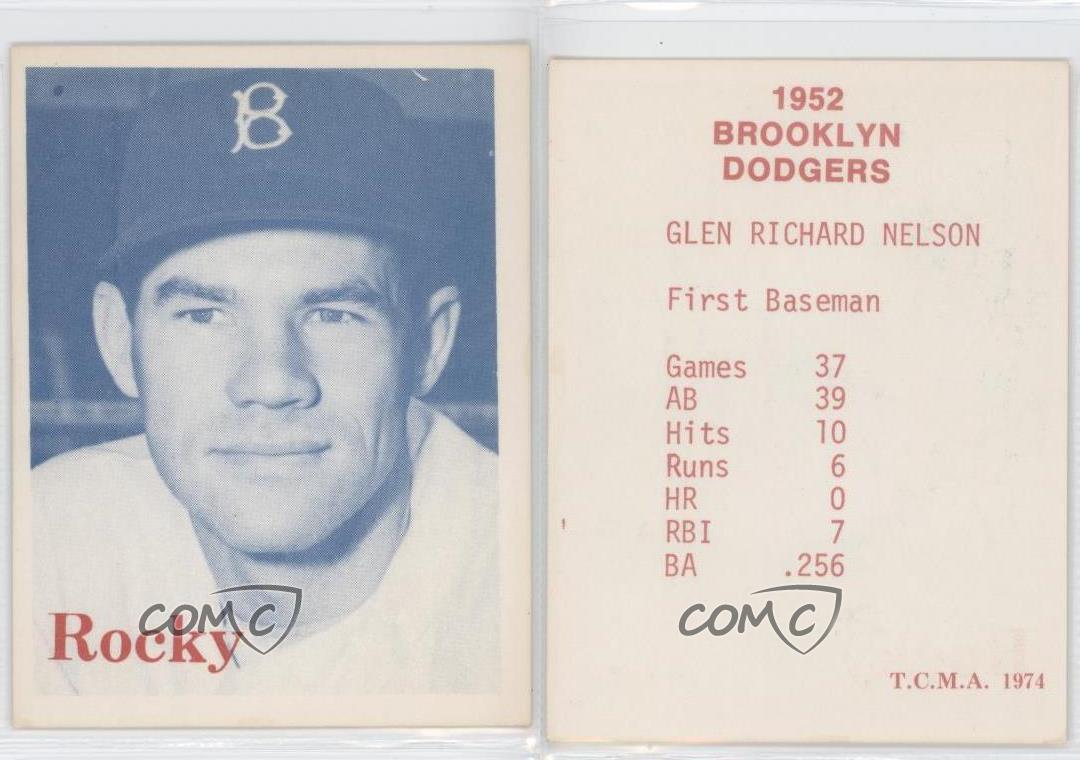 B
Rocky
COMC
1952
BROOKLYN
DODGERS
GLEN RICHARD NELSON
First Baseman
Games 37
AB 39
Hits 10
Runs 6
HR 0
RBI 7
BA .256
COMC
T.C.M.A. 1974